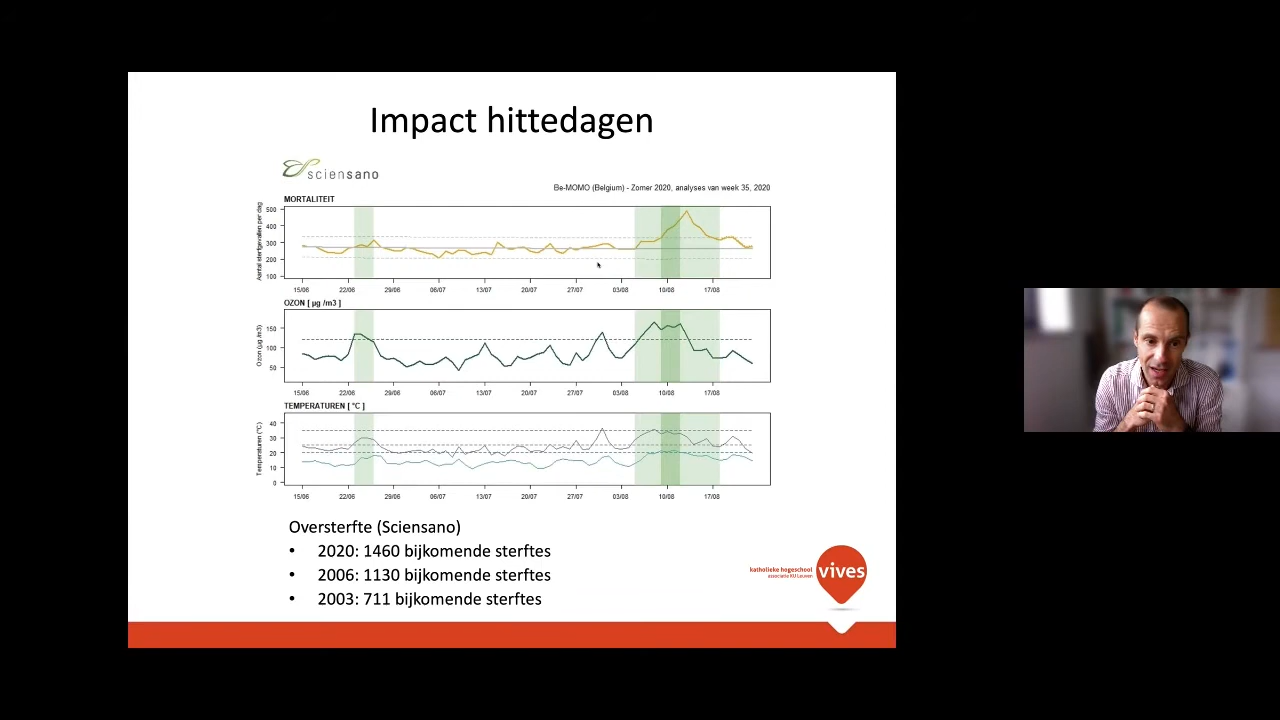 Impact hittedagen
sciensano
Be-MOMO (Belgium) - Zomer 2020, analyses van week 35, 2020
MORTALITEIT
Aantal sterfgevallen per dag
500
400
300
200
100
15/06 22/06 29/06 06/07 13/07 20/07 27/07 03/08 10/08 17/08
OZON [ µg /m3 ]
Ozon (µg /m3)
150
100
50
15/06 22/06 29/06 06/07 13/07 20/07 27/07 03/08 10/08 17/08
TEMPERATUREN [ °C ]
Temperaturen (°C)
40
30
20
10
0
15/06 22/06 29/06 06/07 13/07 20/07 27/07 03/08 10/08 17/08
Oversterfte (Sciensano)
• 2020: 1460 bijkomende sterftes
• 2006: 1130 bijkomende sterftes
• 2003: 711 bijkomende sterftes
katholieke hogeschool
associatie KU Leuven
vives